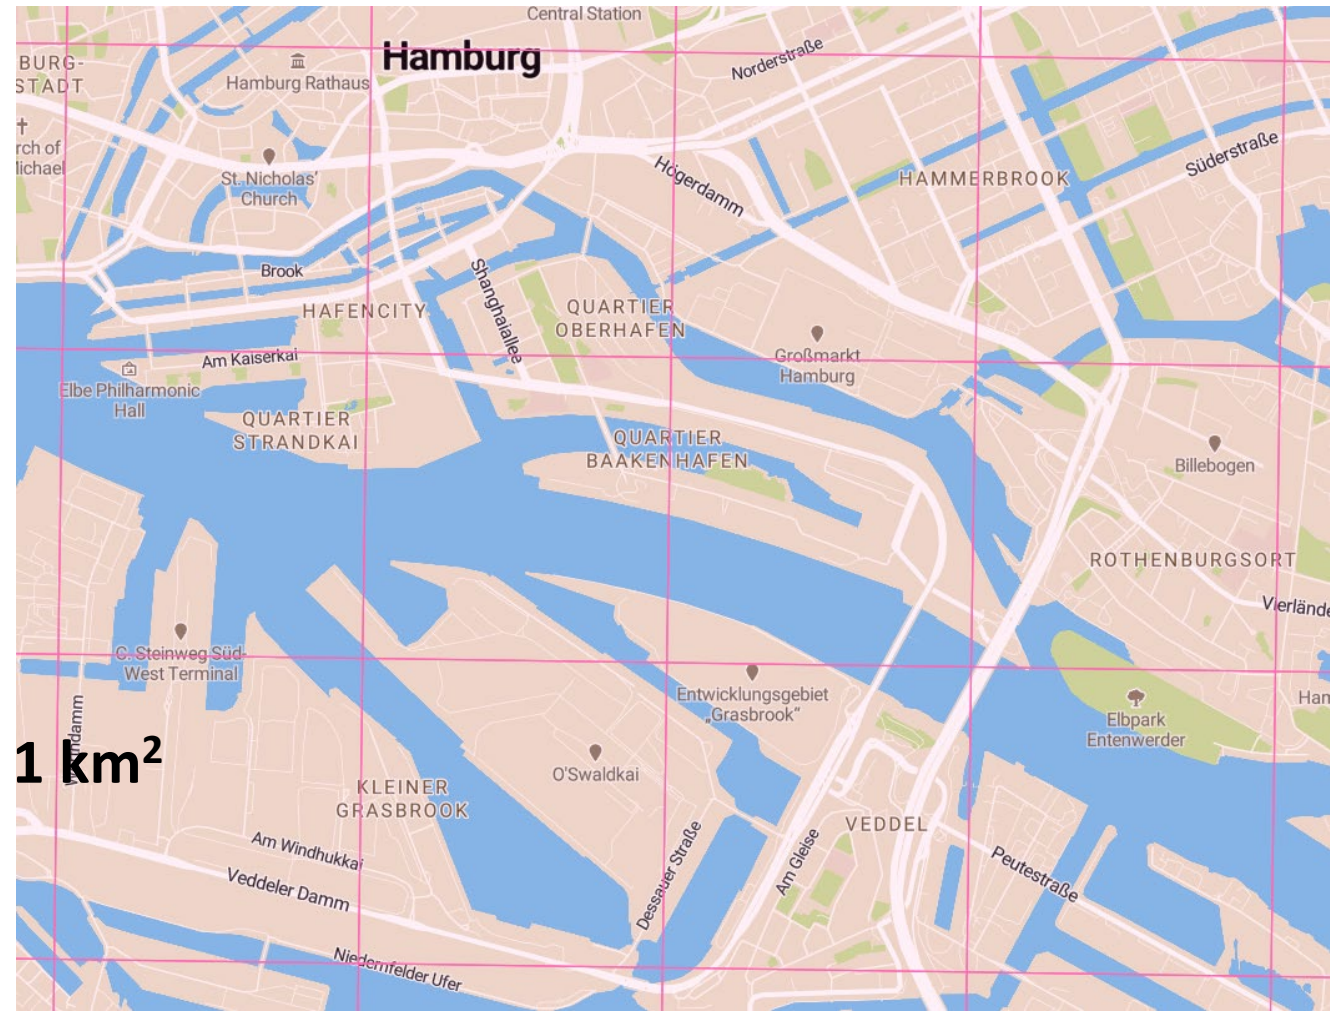 Central Station
Hamburg
BURG-
STADT
Hamburg Rathaus
Norderstraße
rch of
Michael
St. Nicholas'
Church
Högerdamm
HAMMERBROOK
Süderstraße
Brook
HAFENCITY
Shanghaiallee
QUARTIER
OBERHAFEN
Großmarkt
Hamburg
Am Kaiserkai
Elbe Philharmonic
Hall
QUARTIER
STRANDKAI
QUARTIER
BAAKENHAFEN
Billebogen
ROTHENBURGSORT
Vierlände
C. Steinweg Süd-
West Terminal
Entwicklungsgebiet
„Grasbrook”
Ham
Elbpark
Entenwerder
1 km²
O'Swaldkai
KLEINER
GRASBROOK
VEDDEL
Am Windhukkai
Am Gleise
Peutestraße
Veddeler Damm
Dessauer Straße
Niedernfelder Ufer